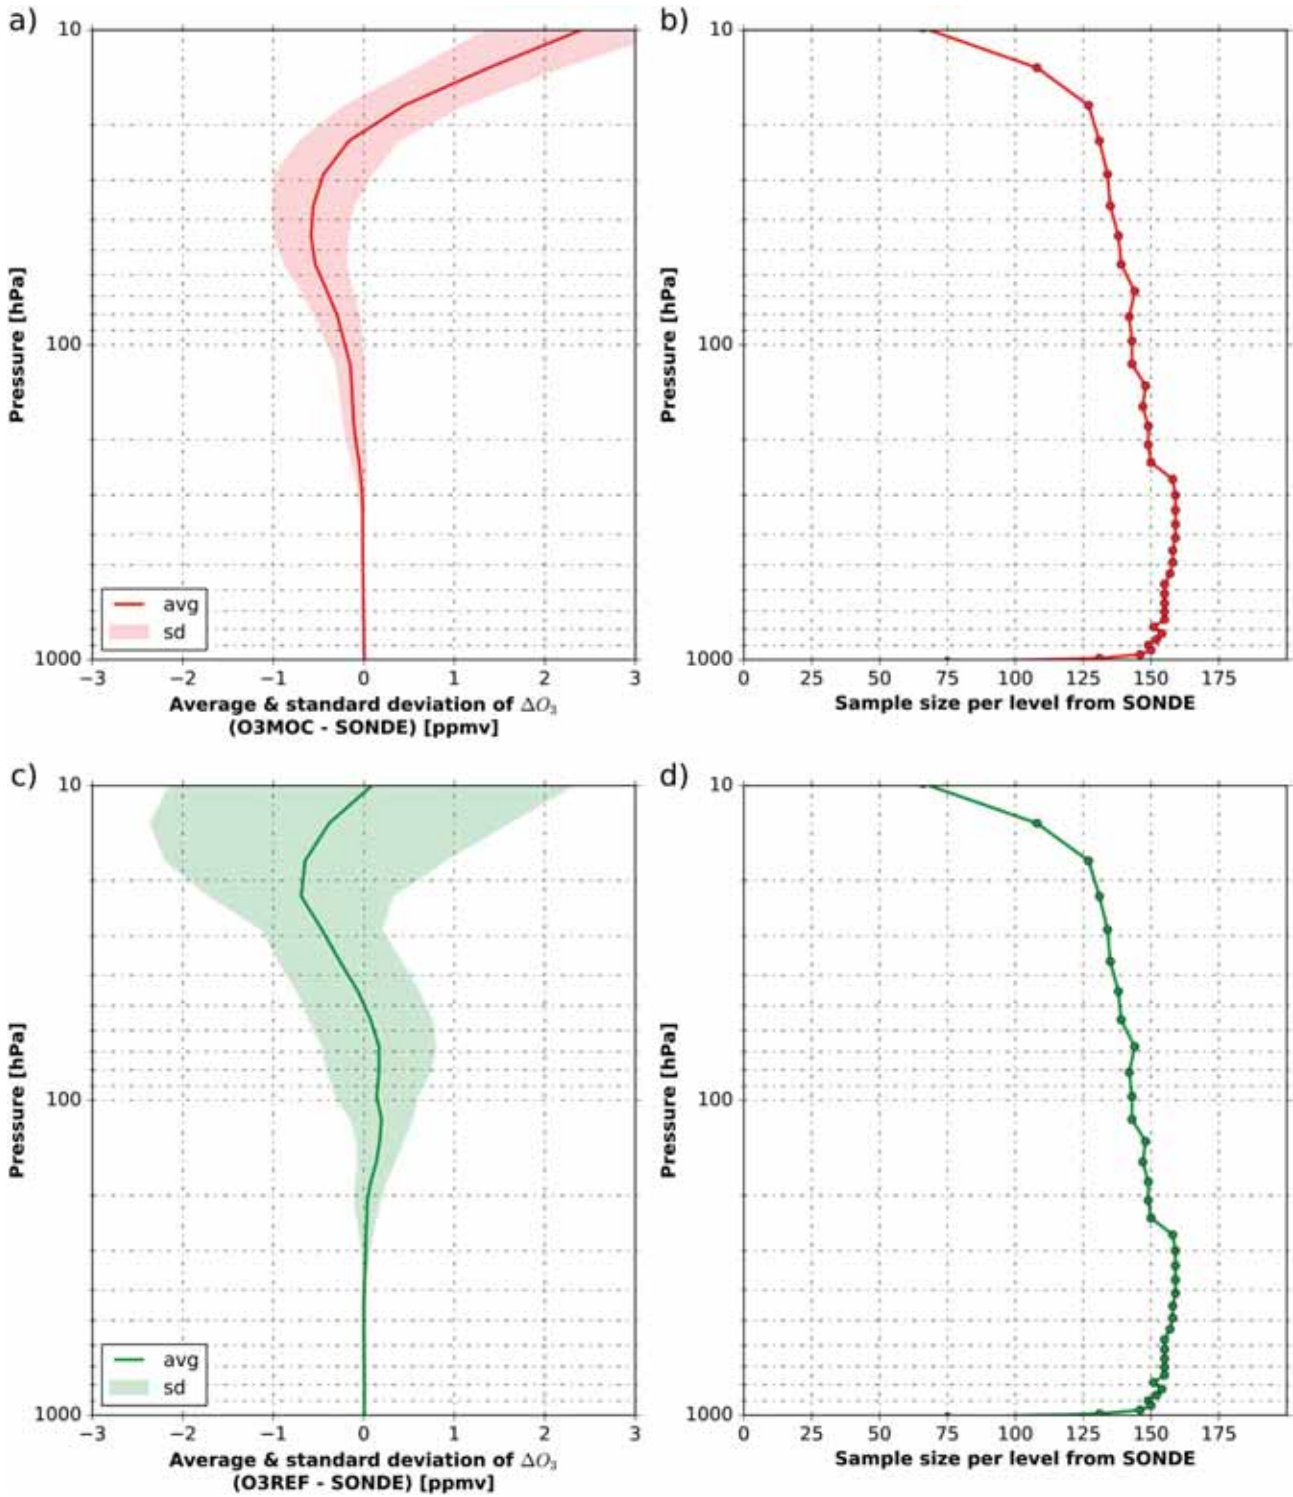 a)
10
100
1000
Pressure [hPa]
avg
sd
−3 −2 −1 0 1 2 3
Average & standard deviation of ΔO₃
(O3MOC - SONDE) [ppmv]
b)
10
100
1000
Pressure [hPa]
0 25 50 75 100 125 150 175
Sample size per level from SONDE
c)
10
100
1000
Pressure [hPa]
avg
sd
−3 −2 −1 0 1 2 3
Average & standard deviation of ΔO₃
(O3REF - SONDE) [ppmv]
d)
10
100
1000
Pressure [hPa]
0 25 50 75 100 125 150 175
Sample size per level from SONDE